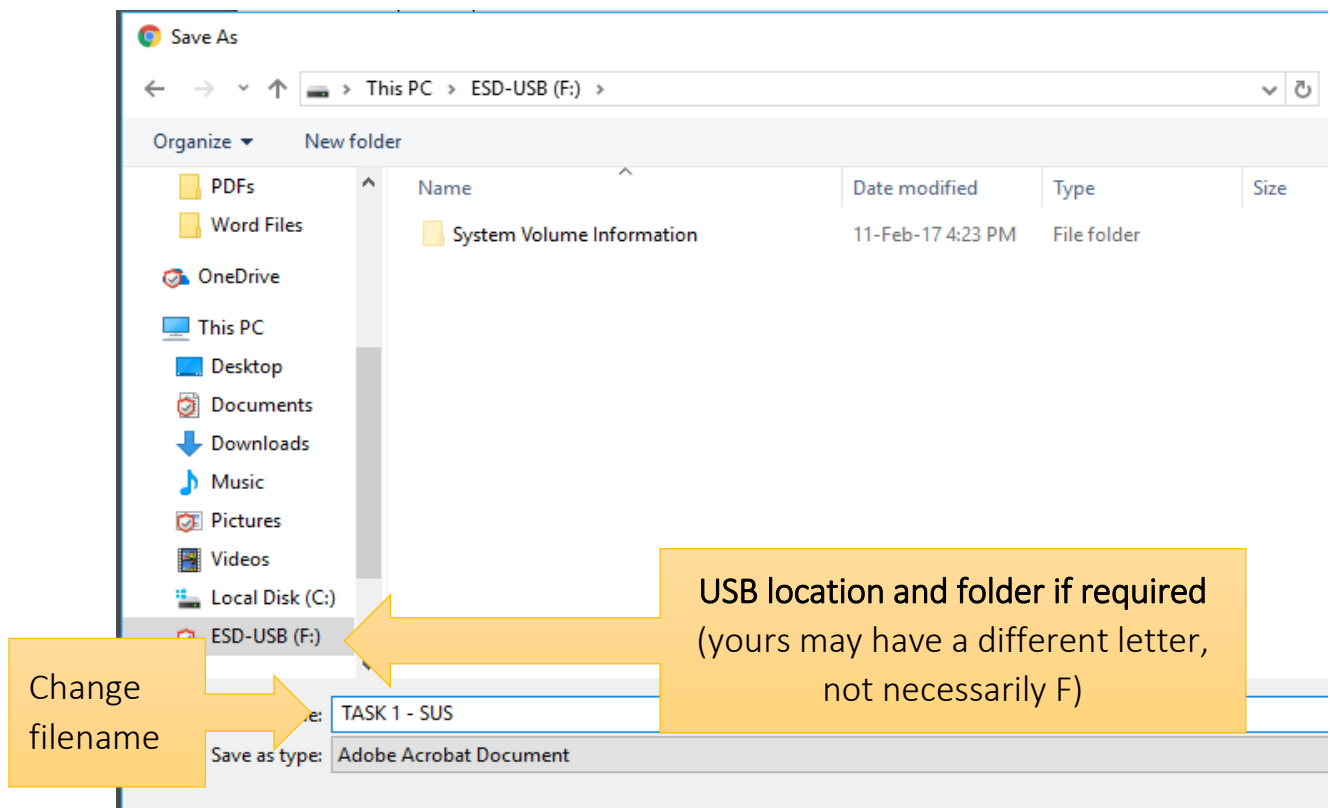 Save As
This PC > ESD-USB (F:) >
Organize New folder
Name Date modified Type Size
System Volume Information 11-Feb-17 4:23 PM File folder
PDFs
Word Files
OneDrive
This PC
Desktop
Documents
Downloads
Music
Pictures
Videos
Local Disk (C:)
ESD-USB (F:)
USB location and folder if required
(yours may have a different letter,
not necessarily F)
Change
filename
e: TASK 1 - SUS
Save as type: Adobe Acrobat Document